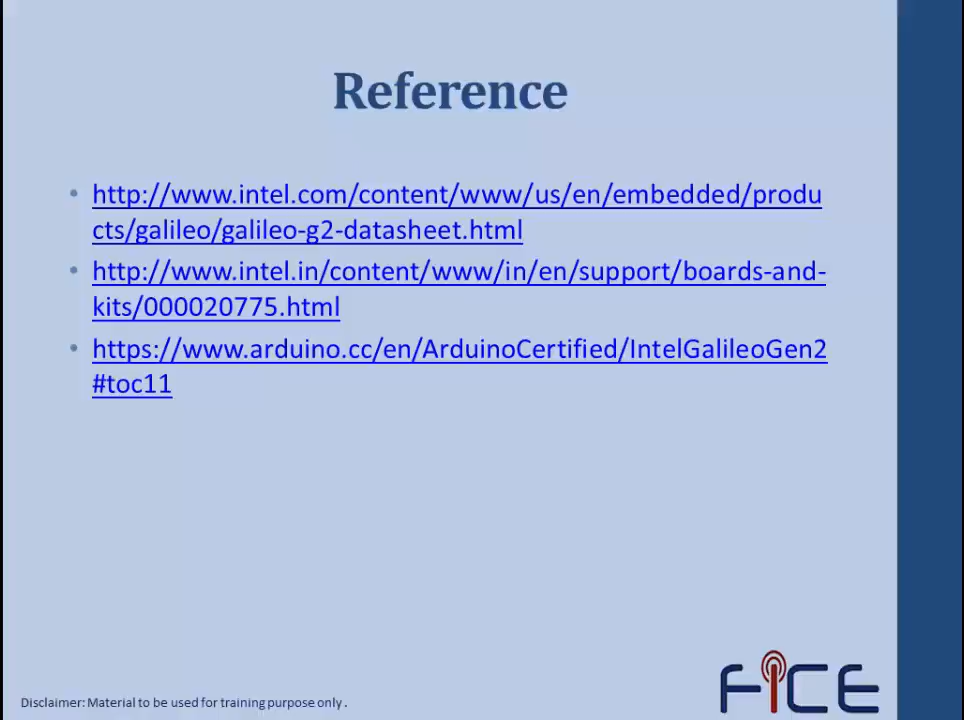 Reference
• http://www.intel.com/content/www/us/en/embedded/produ
cts/galileo/galileo-g2-datasheet.html
• http://www.intel.in/content/www/in/en/support/boards-and-
kits/000020775.html
• https://www.arduino.cc/en/ArduinoCertified/IntelGalileoGen2
#toc11
Disclaimer: Material to be used for training purpose only .
FiCE